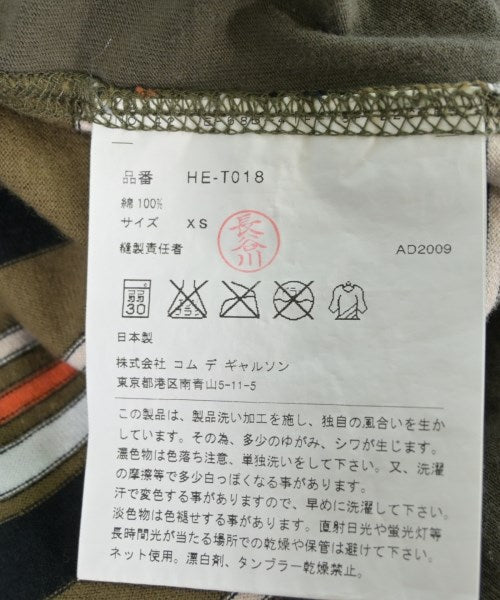 品番 HE-T018
綿 100%
サイズ XS
縫製責任者 長谷川 AD2009
弱 30
日本製
株式会社 コム デ ギャルソン
東京都港区南青山5-11-5
この製品は、製品洗い加工を施し、独自の風合いを生か
しています。その為、多少のゆがみ、シワが生じます。
濃色物は色落ち注意、単独洗いをして下さい。又、洗濯
の摩擦等で多少白っぽくなる事があります。
汗で変色する事がありますので、早めに洗濯して下さい。
淡色物は色褪せする事があります。直射日光や蛍光灯等
長時間光が当たる場所での乾燥や保管は避けて下さい。
ネット使用。漂白剤、タンブラー乾燥禁止。